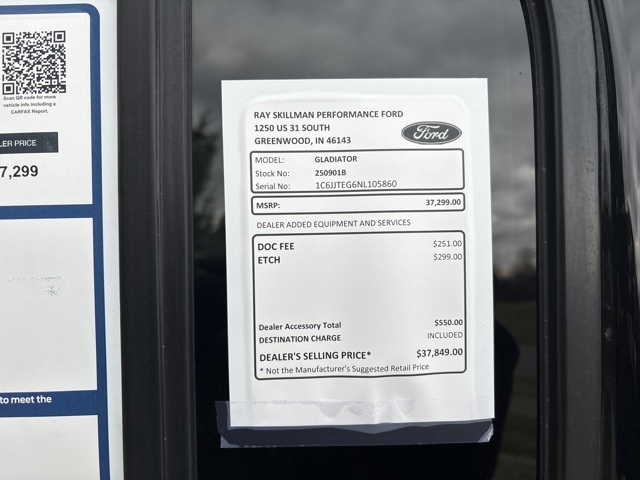 Scan QR code for more
vehicle info including a
CARFAX Report.
LER PRICE
7,299
to meet the
RAY SKILLMAN PERFORMANCE FORD
1250 US 31 SOUTH
GREENWOOD, IN 46143
Ford
MODEL: GLADIATOR
Stock No: 250901B
Serial No: 1C6JJTEG6NL105860
MSRP: 37,299.00
DEALER ADDED EQUIPMENT AND SERVICES
DOC FEE $251.00
ETCH $299.00
Dealer Accessory Total $550.00
DESTINATION CHARGE INCLUDED
DEALER'S SELLING PRICE* $37,849.00
* Not the Manufacturer's Suggested Retail Price